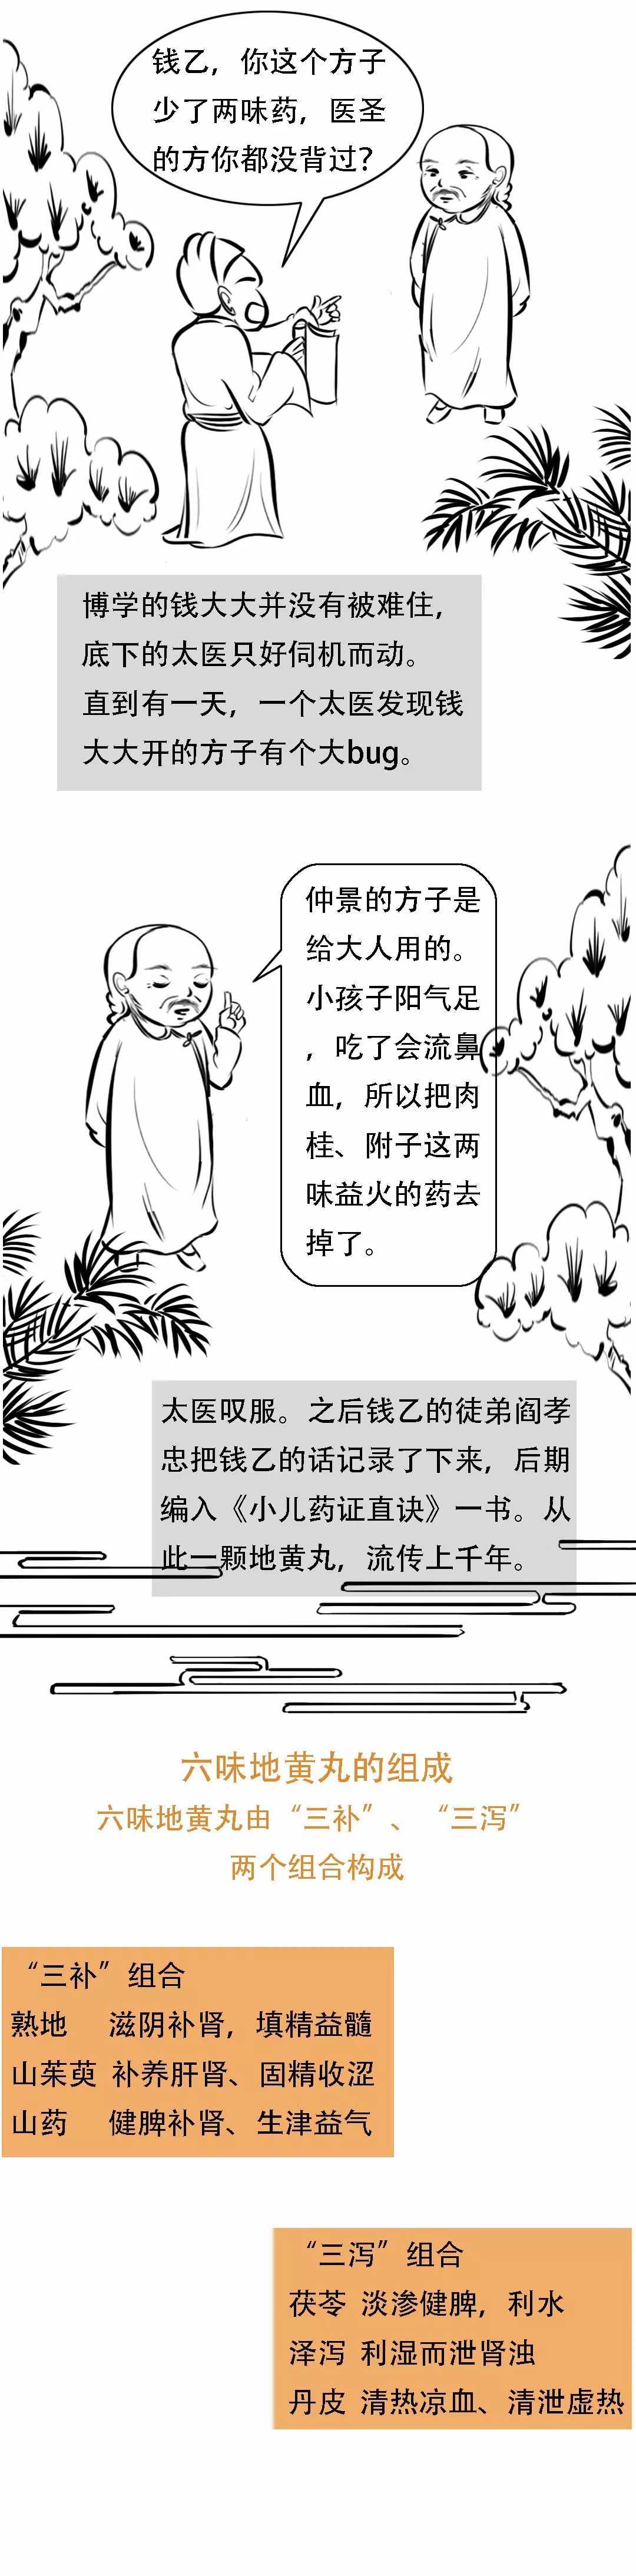 钱乙，你这个方子
少了两味药，医圣
的方你都没背过？
博学的钱大大并没有被难住，
底下的太医只好伺机而动。
直到有一天，一个太医发现钱
大大开的方子有个大bug。
仲景的方子是
给大人用的。
小孩子阳气足
，吃了会流鼻
血，所以把肉
桂、附子这两
味益火的药去
掉了。
太医叹服。之后钱乙的徒弟阎孝
忠把钱乙的话记录了下来，后期
编入《小儿药证直诀》一书。从
此一颗地黄丸，流传上千年。
六味地黄丸的组成
六味地黄丸由“三补”、“三泻”
两个组合构成
“三补”组合
熟地 滋阴补肾，填精益髓
山茱萸 补养肝肾、固精收涩
山药 健脾补肾、生津益气
“三泻”组合
茯苓 淡渗健脾，利水
泽泻 利湿而泄肾浊
丹皮 清热凉血、清泄虚热